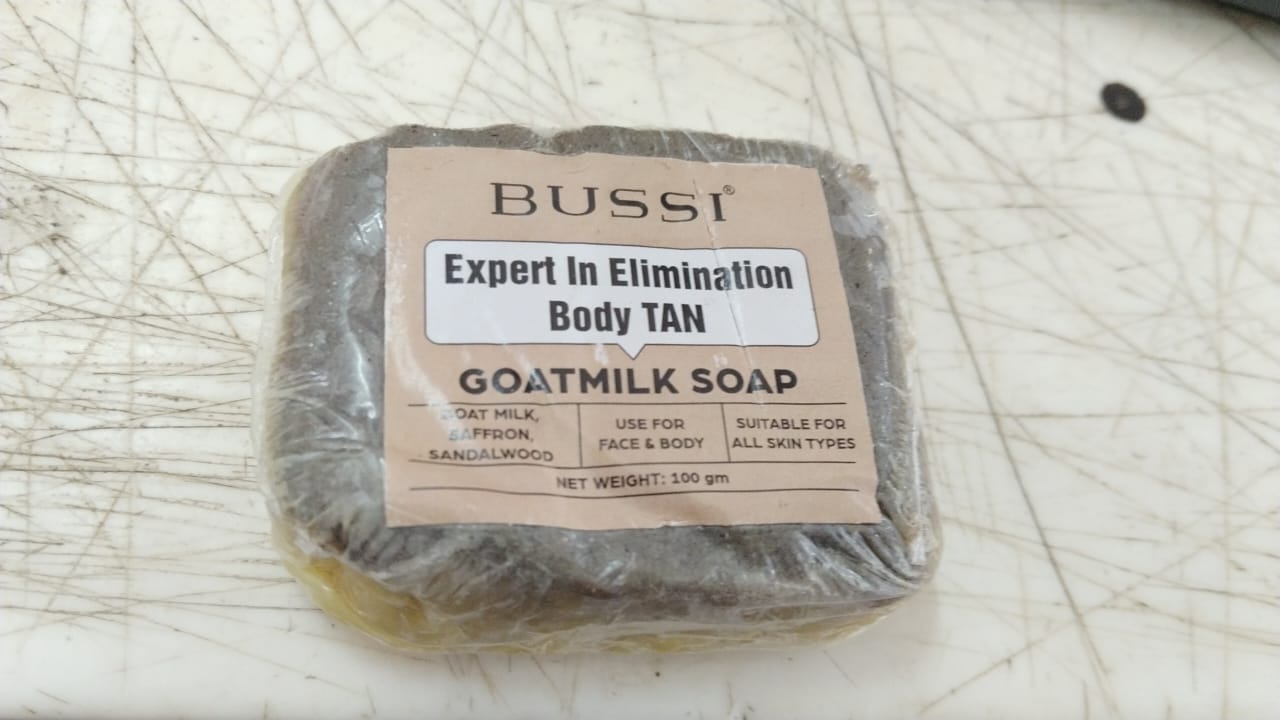 BUSSI®
Expert In Elimination
Body TAN
GOATMILK SOAP
GOAT MILK,
SAFFRON,
SANDALWOOD
USE FOR
FACE & BODY
SUITABLE FOR
ALL SKIN TYPES
NET WEIGHT: 100 gm